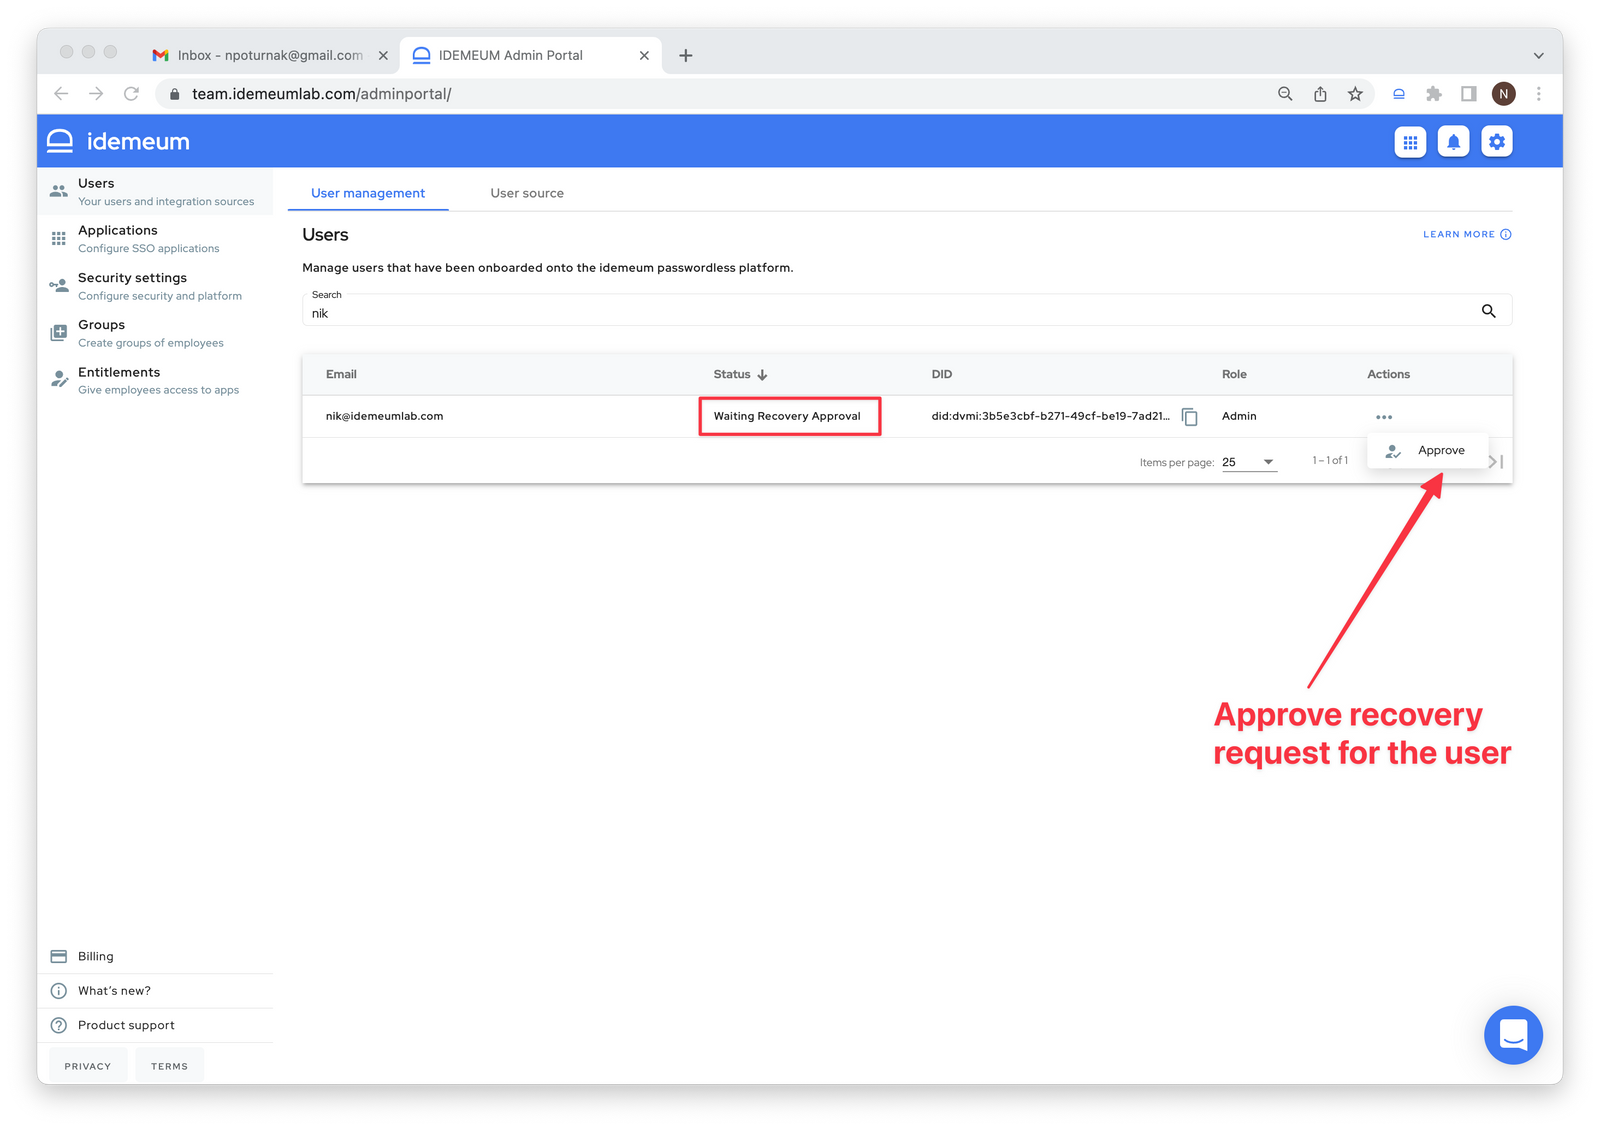 Inbox - npoturnak@gmail.com
IDEMEUM Admin Portal
team.idemeumlab.com/adminportal/
N
idemeum
Users
Your users and integration sources
Applications
Configure SSO applications
Security settings
Configure security and platform
Groups
Create groups of employees
Entitlements
Give employees access to apps
User management
User source
Users
LEARN MORE
Manage users that have been onboarded onto the idemeum passwordless platform.
Search
nik
Email
Status
DID
Role
Actions
nik@idemeumlab.com
Waiting Recovery Approval
did:dvmi:3b5e3cbf-b271-49cf-be19-7ad21...
Admin
Approve
Items per page:
25
1 – 1 of 1
Approve recovery
request for the user
Billing
What's new?
Product support
PRIVACY
TERMS